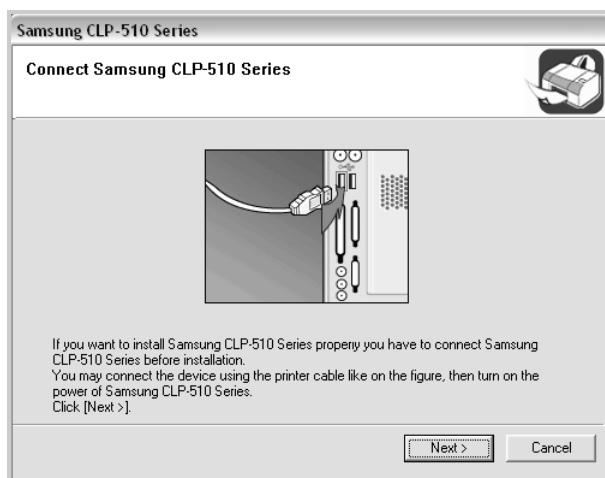 Samsung CLP-510 Series
Connect Samsung CLP-510 Series
If you want to install Samsung CLP-510 Series propeny you have to connect Samsung
CLP-510 Series before installation.
You may connect the device using the printer cable like on the figure, then turn on the
power of Samsung CLP-510 Series.
Click [Next >].
Next >
Cancel